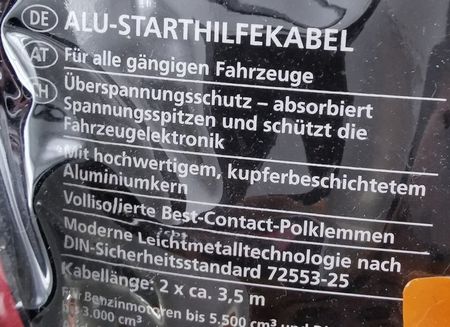 DE ALU-STARTHILFEKABEL
AT Für alle gängigen Fahrzeuge
CH Überspannungsschutz – absorbiert
Spannungsspitzen und schützt die
Fahrzeugelektronik
Mit hochwertigem, kupferbeschichtetem
Aluminiumkern
Vollisolierte Best-Contact-Polklemmen
Moderne Leichtmetalltechnologie nach
DIN-Sicherheitsstandard 72553-25
Kabellänge: 2 x ca. 3,5 m
Für Benzinmotoren bis 5.500 cm³ und
bis 3.000 cm³